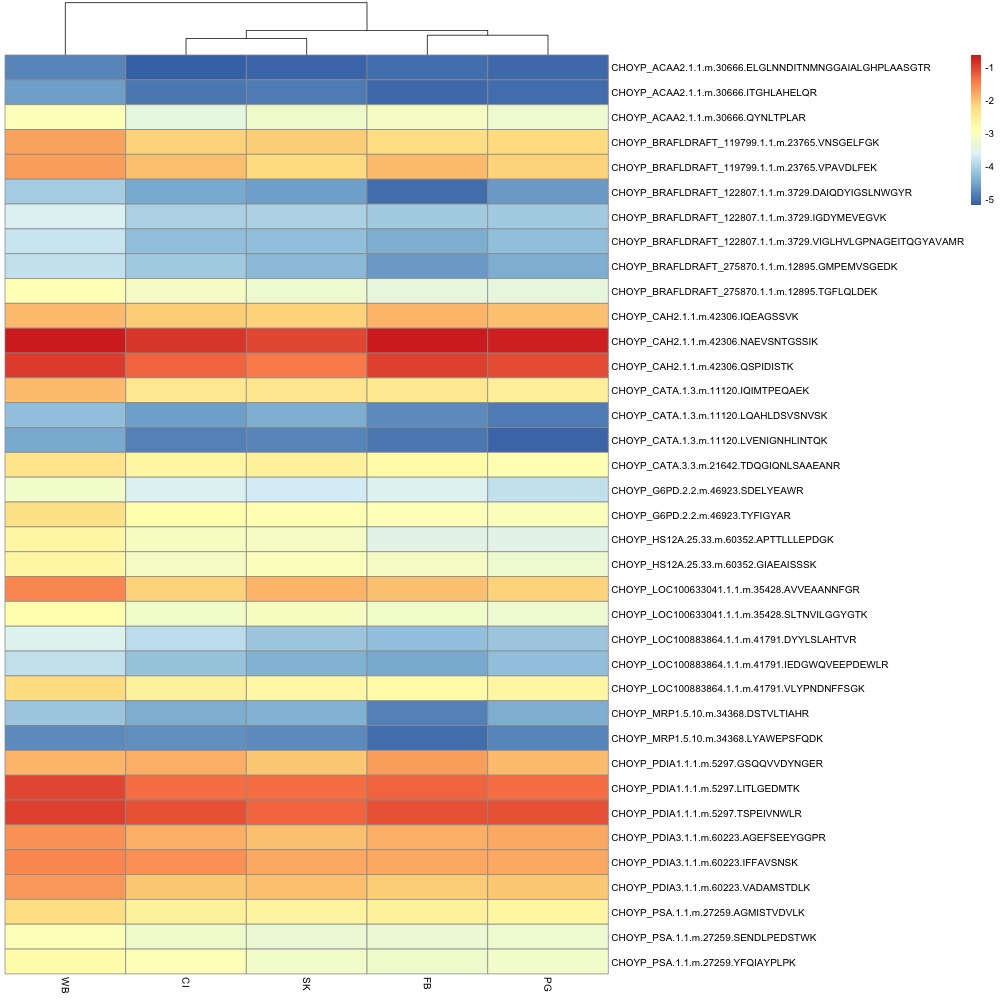 CHOYP_ACAA2.1.1.m.30666.ELGLNNDITNMNGGAIALGHPLAASGTR
CHOYP_ACAA2.1.1.m.30666.ITGHLAHELQR
CHOYP_ACAA2.1.1.m.30666.QYNLTPLAR
CHOYP_BRAFLDRAFT_119799.1.1.m.23765.VNSGELFGK
CHOYP_BRAFLDRAFT_119799.1.1.m.23765.VPAVDLFEK
CHOYP_BRAFLDRAFT_122807.1.1.m.3729.DAIQDYIGSLNWGYR
CHOYP_BRAFLDRAFT_122807.1.1.m.3729.IGDYMEVEGVK
CHOYP_BRAFLDRAFT_122807.1.1.m.3729.VIGLHVLGPNAGEITQGYAVAMR
CHOYP_BRAFLDRAFT_275870.1.1.m.12895.GMPEMVSGEDK
CHOYP_BRAFLDRAFT_275870.1.1.m.12895.TGFLQLDEK
CHOYP_CAH2.1.1.m.42306.IQEAGSSVK
CHOYP_CAH2.1.1.m.42306.NAEVSNTGSSIK
CHOYP_CAH2.1.1.m.42306.QSPIDISTK
CHOYP_CATA.1.3.m.11120.IQIMTPEQAEK
CHOYP_CATA.1.3.m.11120.LQAHLDSVSNVSK
CHOYP_CATA.1.3.m.11120.LVENIGNHLINTQK
CHOYP_CATA.3.3.m.21642.TDQGIQNLSAAEANR
CHOYP_G6PD.2.2.m.46923.SDELYEAWR
CHOYP_G6PD.2.2.m.46923.TYFIGYAR
CHOYP_HS12A.25.33.m.60352.APTTLLLEPDGK
CHOYP_HS12A.25.33.m.60352.GIAEAISSSK
CHOYP_LOC100633041.1.1.m.35428.AVVEAANNFGR
CHOYP_LOC100633041.1.1.m.35428.SLTNVILGGYGTK
CHOYP_LOC100883864.1.1.m.41791.DYYLSLAHTVR
CHOYP_LOC100883864.1.1.m.41791.IEDGWQVEEPDEWLR
CHOYP_LOC100883864.1.1.m.41791.VLYPNDNFFSGK
CHOYP_MRP1.5.10.m.34368.DSTVLTIAHR
CHOYP_MRP1.5.10.m.34368.LYAWEPSFQDK
CHOYP_PDIA1.1.1.m.5297.GSQQVVDYNGER
CHOYP_PDIA1.1.1.m.5297.LITLGEDMTK
CHOYP_PDIA1.1.1.m.5297.TSPEIVNWLR
CHOYP_PDIA3.1.1.m.60223.AGEFSEEYGGPR
CHOYP_PDIA3.1.1.m.60223.IFFAVSNSK
CHOYP_PDIA3.1.1.m.60223.VADAMSTDLK
CHOYP_PSA.1.1.m.27259.AGMISTVDVLK
CHOYP_PSA.1.1.m.27259.SENDLPEDSTWK
CHOYP_PSA.1.1.m.27259.YFQIAYPLPK
WB
CI
SK
FB
PG
-1
-2
-3
-4
-5